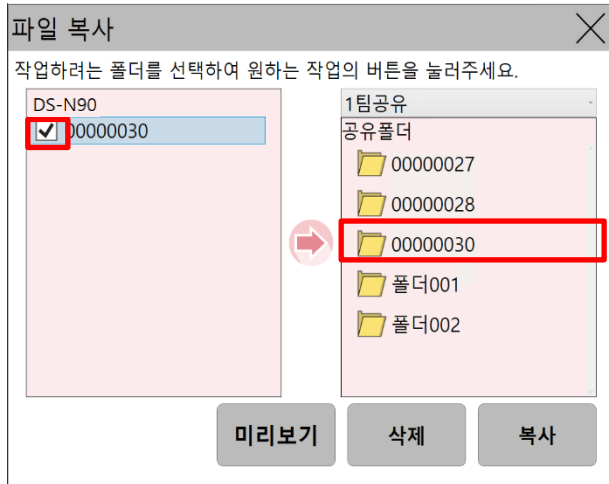 파일 복사
작업하려는 폴더를 선택하여 원하는 작업의 버튼을 눌러주세요.
DS-N90
00000030
1팀공유
공유폴더
00000027
00000028
00000030
폴더001
폴더002
미리보기
삭제
복사